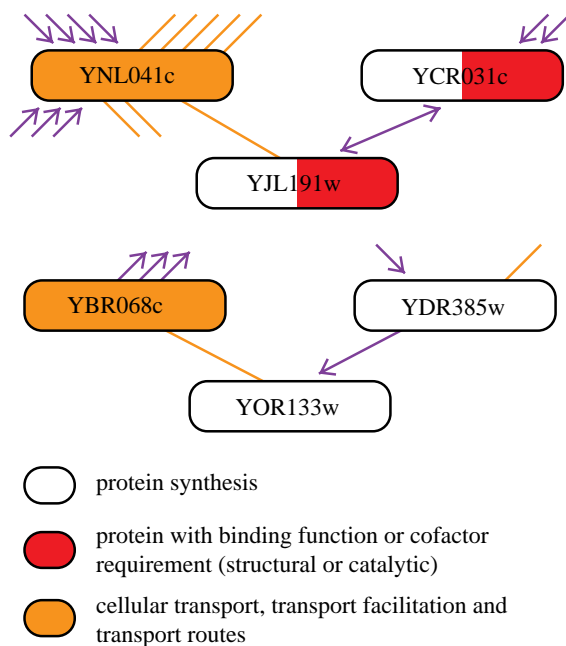 YNL041c
YCR031c
YJL191w
YBR068c
YDR385w
YOR133w
protein synthesis
protein with binding function or cofactor
requirement (structural or catalytic)
cellular transport, transport facilitation and
transport routes